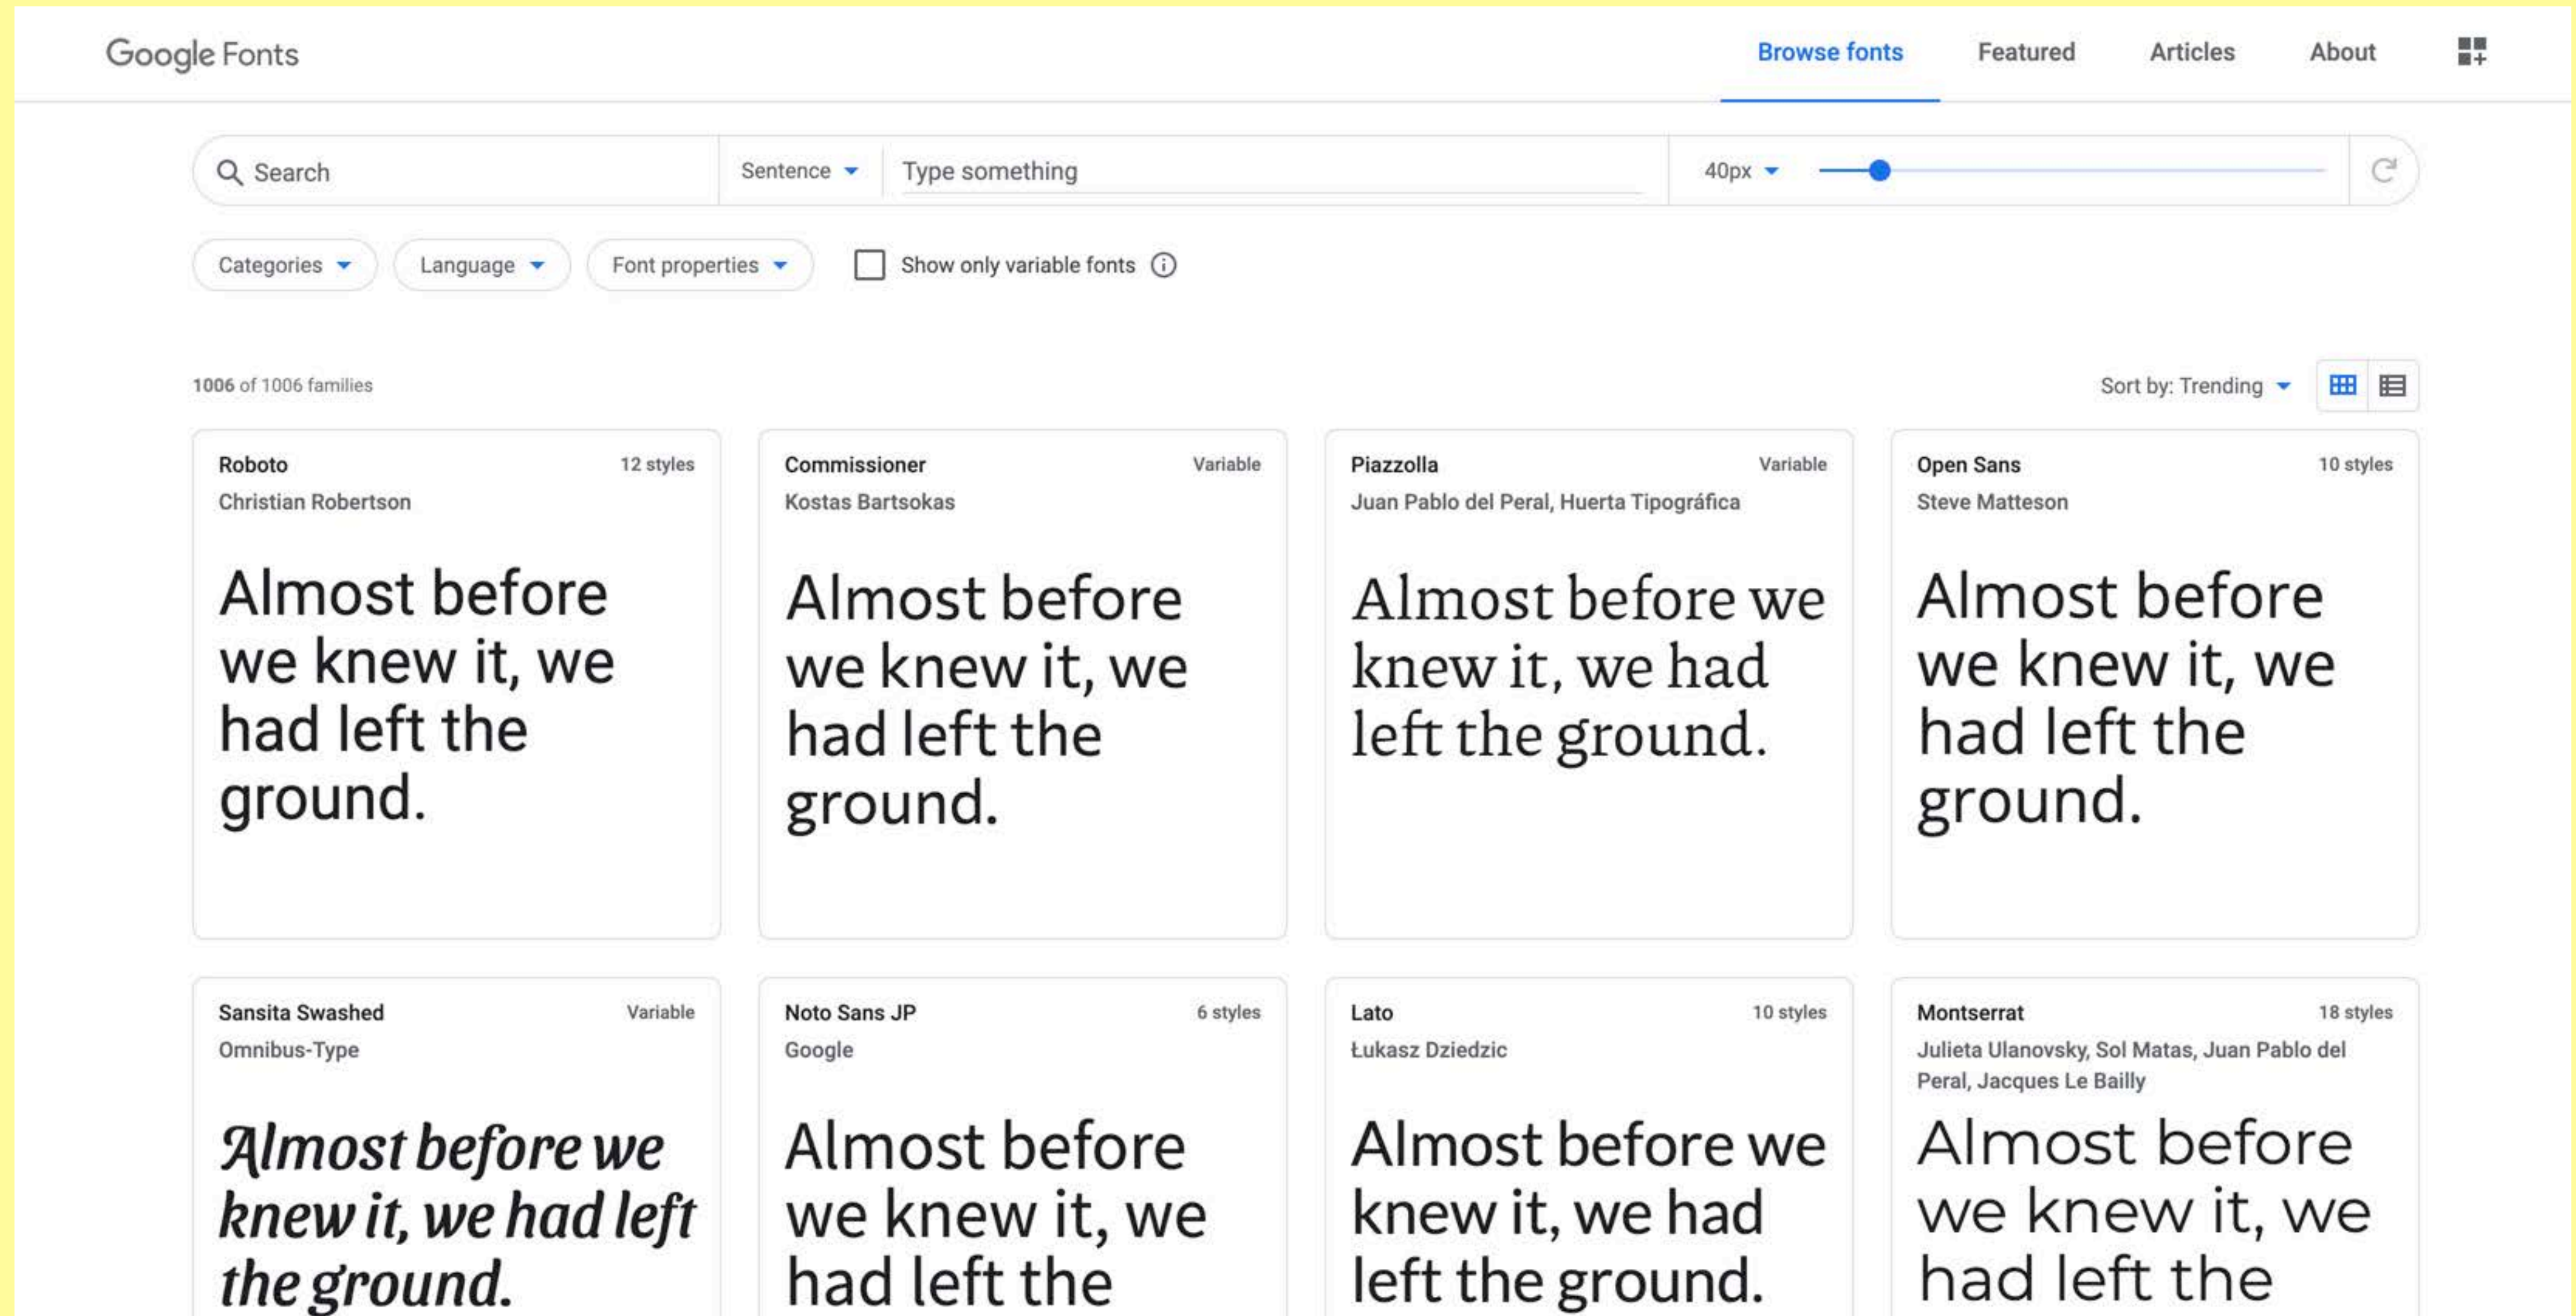 Google Fonts
Browse fonts
Featured
Articles
About
Search
Sentence
Type something
40px
Categories
Language
Font properties
Show only variable fonts
1006 of 1006 families
Sort by: Trending
Roboto
12 styles
Christian Robertson
Almost before
we knew it, we
had left the
ground.
Commissioner
Variable
Kostas Bartsokas
Almost before
we knew it, we
had left the
ground.
Piazzolla
Variable
Juan Pablo del Peral, Huerta Tipográfica
Almost before we
knew it, we had
left the ground.
Open Sans
10 styles
Steve Matteson
Almost before
we knew it, we
had left the
ground.
Sansita Swashed
Variable
Omnibus-Type
Almost before we
knew it, we had left
the ground.
Noto Sans JP
6 styles
Google
Almost before
we knew it, we
had left the
Lato
10 styles
Łukasz Dziedzic
Almost before we
knew it, we had
left the ground.
Montserrat
18 styles
Julieta Ulanovsky, Sol Matas, Juan Pablo del
Peral, Jacques Le Bailly
Almost before
we knew it, we
had left the